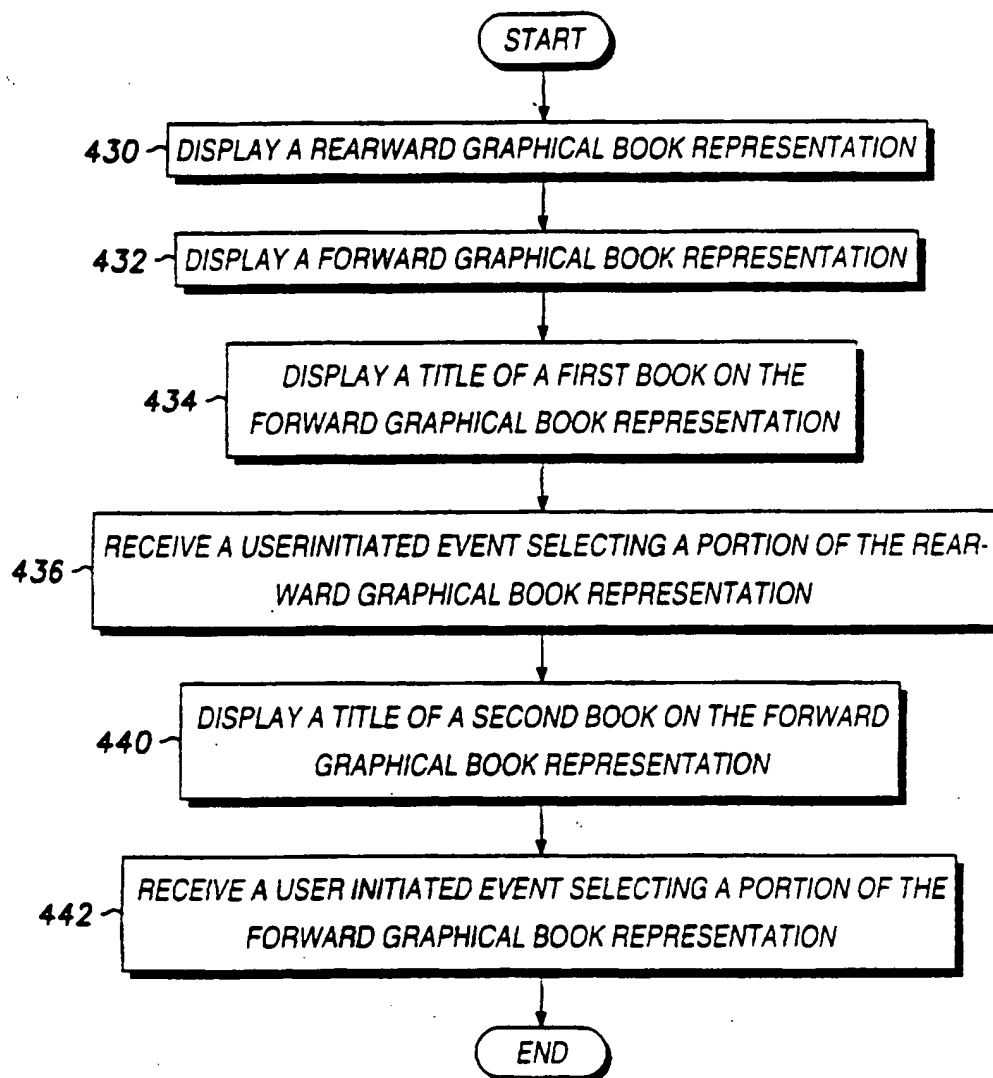 START
430 DISPLAY A REARWARD GRAPHICAL BOOK REPRESENTATION
432 DISPLAY A FORWARD GRAPHICAL BOOK REPRESENTATION
434 DISPLAY A TITLE OF A FIRST BOOK ON THE
FORWARD GRAPHICAL BOOK REPRESENTATION
436 RECEIVE A USERINITIATED EVENT SELECTING A PORTION OF THE REAR-
WARD GRAPHICAL BOOK REPRESENTATION
440 DISPLAY A TITLE OF A SECOND BOOK ON THE FORWARD
GRAPHICAL BOOK REPRESENTATION
442 RECEIVE A USER INITIATED EVENT SELECTING A PORTION OF THE
FORWARD GRAPHICAL BOOK REPRESENTATION
END